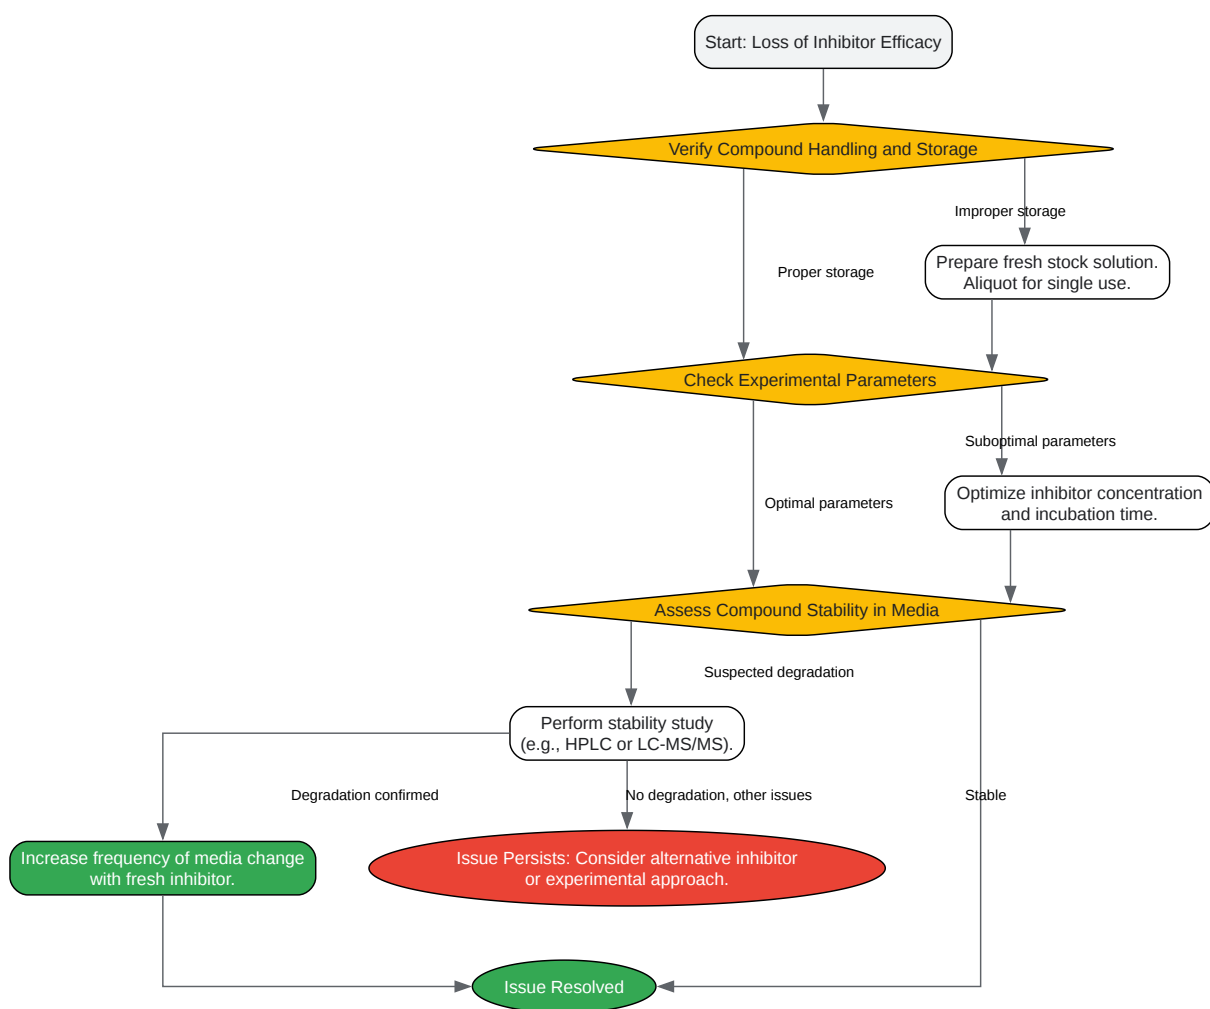 Start: Loss of Inhibitor Efficacy
Verify Compound Handling and Storage
Improper storage
Proper storage
Prepare fresh stock solution.
Aliquot for single use.
Check Experimental Parameters
Suboptimal parameters
Optimal parameters
Optimize inhibitor concentration
and incubation time.
Assess Compound Stability in Media
Suspected degradation
Perform stability study
(e.g., HPLC or LC-MS/MS).
Degradation confirmed
No degradation, other issues
Stable
Increase frequency of media change
with fresh inhibitor.
Issue Persists: Consider alternative inhibitor
or experimental approach.
Issue Resolved